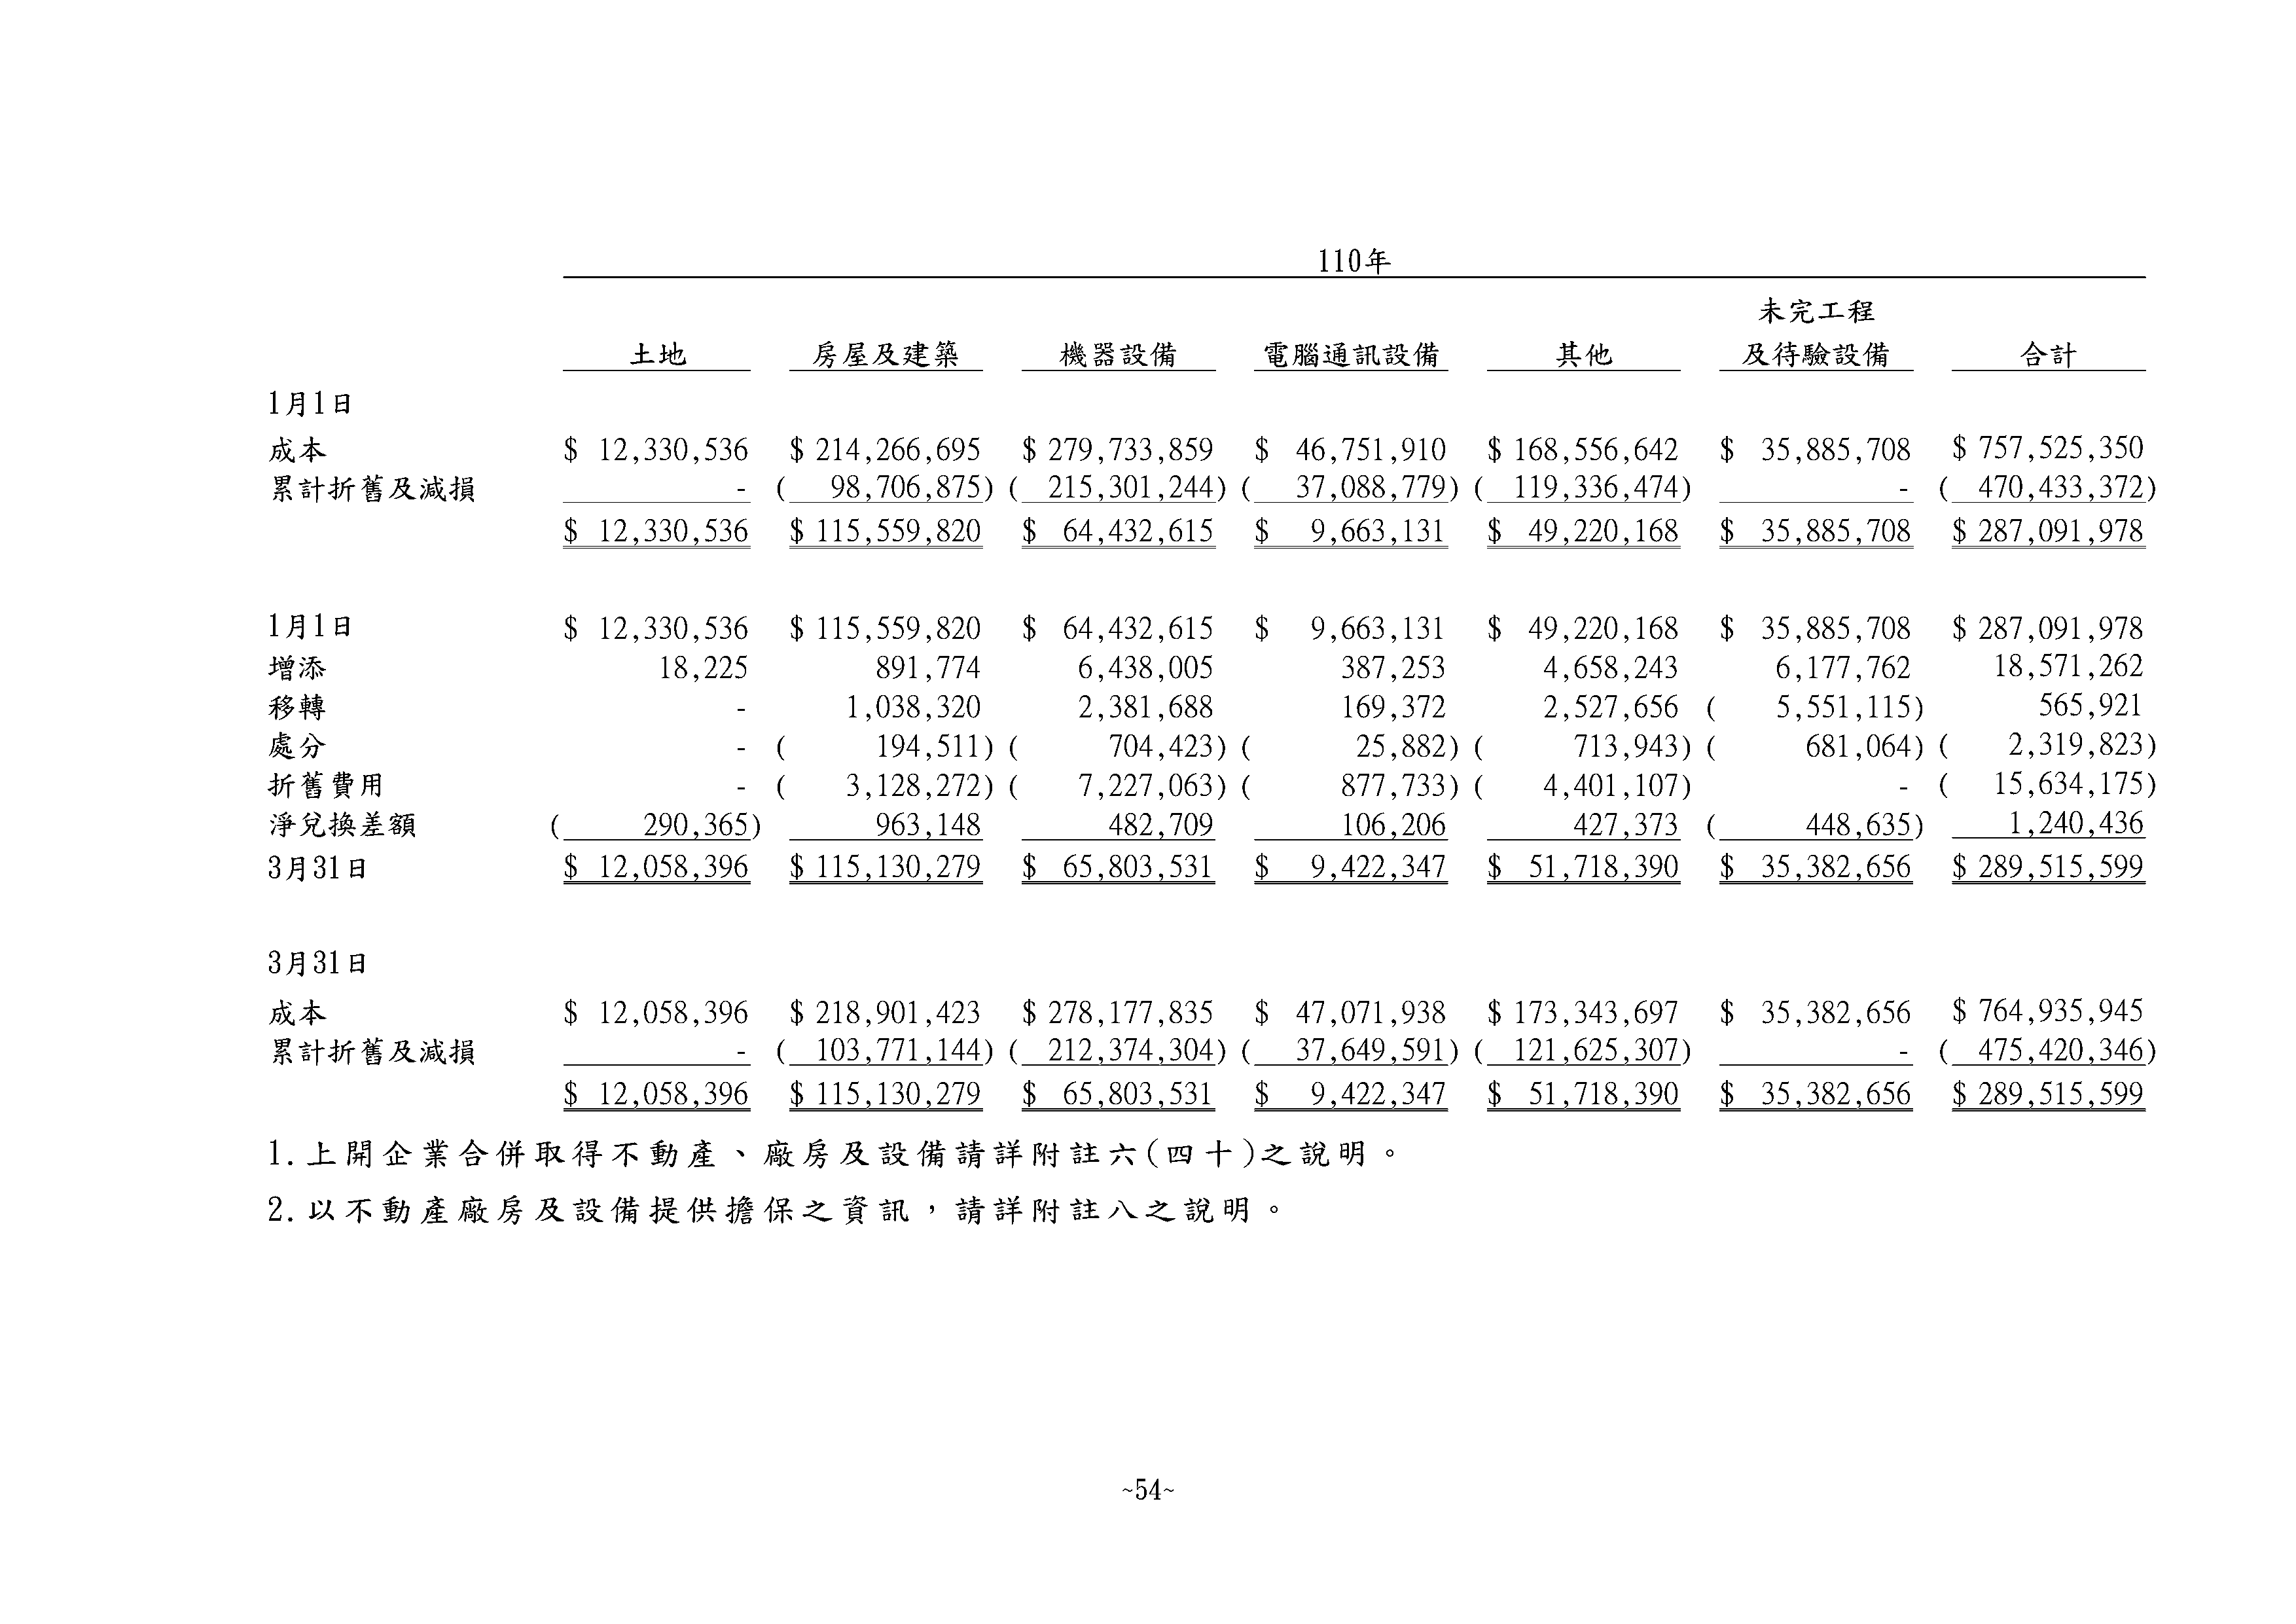 110年
未完工程
土地 房屋及建築 機器設備 電腦通訊設備 其他 及待驗設備 合計
1月1日
成本 $ 12,330,536 $ 214,266,695 $ 279,733,859 $ 46,751,910 $ 168,556,642 $ 35,885,708 $ 757,525,350
累計折舊及減損 - ( 98,706,875) ( 215,301,244) ( 37,088,779) ( 119,336,474) - ( 470,433,372)
$ 12,330,536 $ 115,559,820 $ 64,432,615 $ 9,663,131 $ 49,220,168 $ 35,885,708 $ 287,091,978
1月1日 $ 12,330,536 $ 115,559,820 $ 64,432,615 $ 9,663,131 $ 49,220,168 $ 35,885,708 $ 287,091,978
增添 18,225 891,774 6,438,005 387,253 4,658,243 6,177,762 18,571,262
移轉 - 1,038,320 2,381,688 169,372 2,527,656 ( 5,551,115) 565,921
處分 - ( 194,511) ( 704,423) ( 25,882) ( 713,943) ( 681,064) ( 2,319,823)
折舊費用 - ( 3,128,272) ( 7,227,063) ( 877,733) ( 4,401,107) - ( 15,634,175)
淨兌換差額 ( 290,365) 963,148 482,709 106,206 427,373 ( 448,635) 1,240,436
3月31日 $ 12,058,396 $ 115,130,279 $ 65,803,531 $ 9,422,347 $ 51,718,390 $ 35,382,656 $ 289,515,599
3月31日
成本 $ 12,058,396 $ 218,901,423 $ 278,177,835 $ 47,071,938 $ 173,343,697 $ 35,382,656 $ 764,935,945
累計折舊及減損 - ( 103,771,144) ( 212,374,304) ( 37,649,591) ( 121,625,307) - ( 475,420,346)
$ 12,058,396 $ 115,130,279 $ 65,803,531 $ 9,422,347 $ 51,718,390 $ 35,382,656 $ 289,515,599
1.上開企業合併取得不動產、廠房及設備請詳附註六(四十)之說明。
2.以不動產廠房及設備提供擔保之資訊，請詳附註八之說明。
~54~